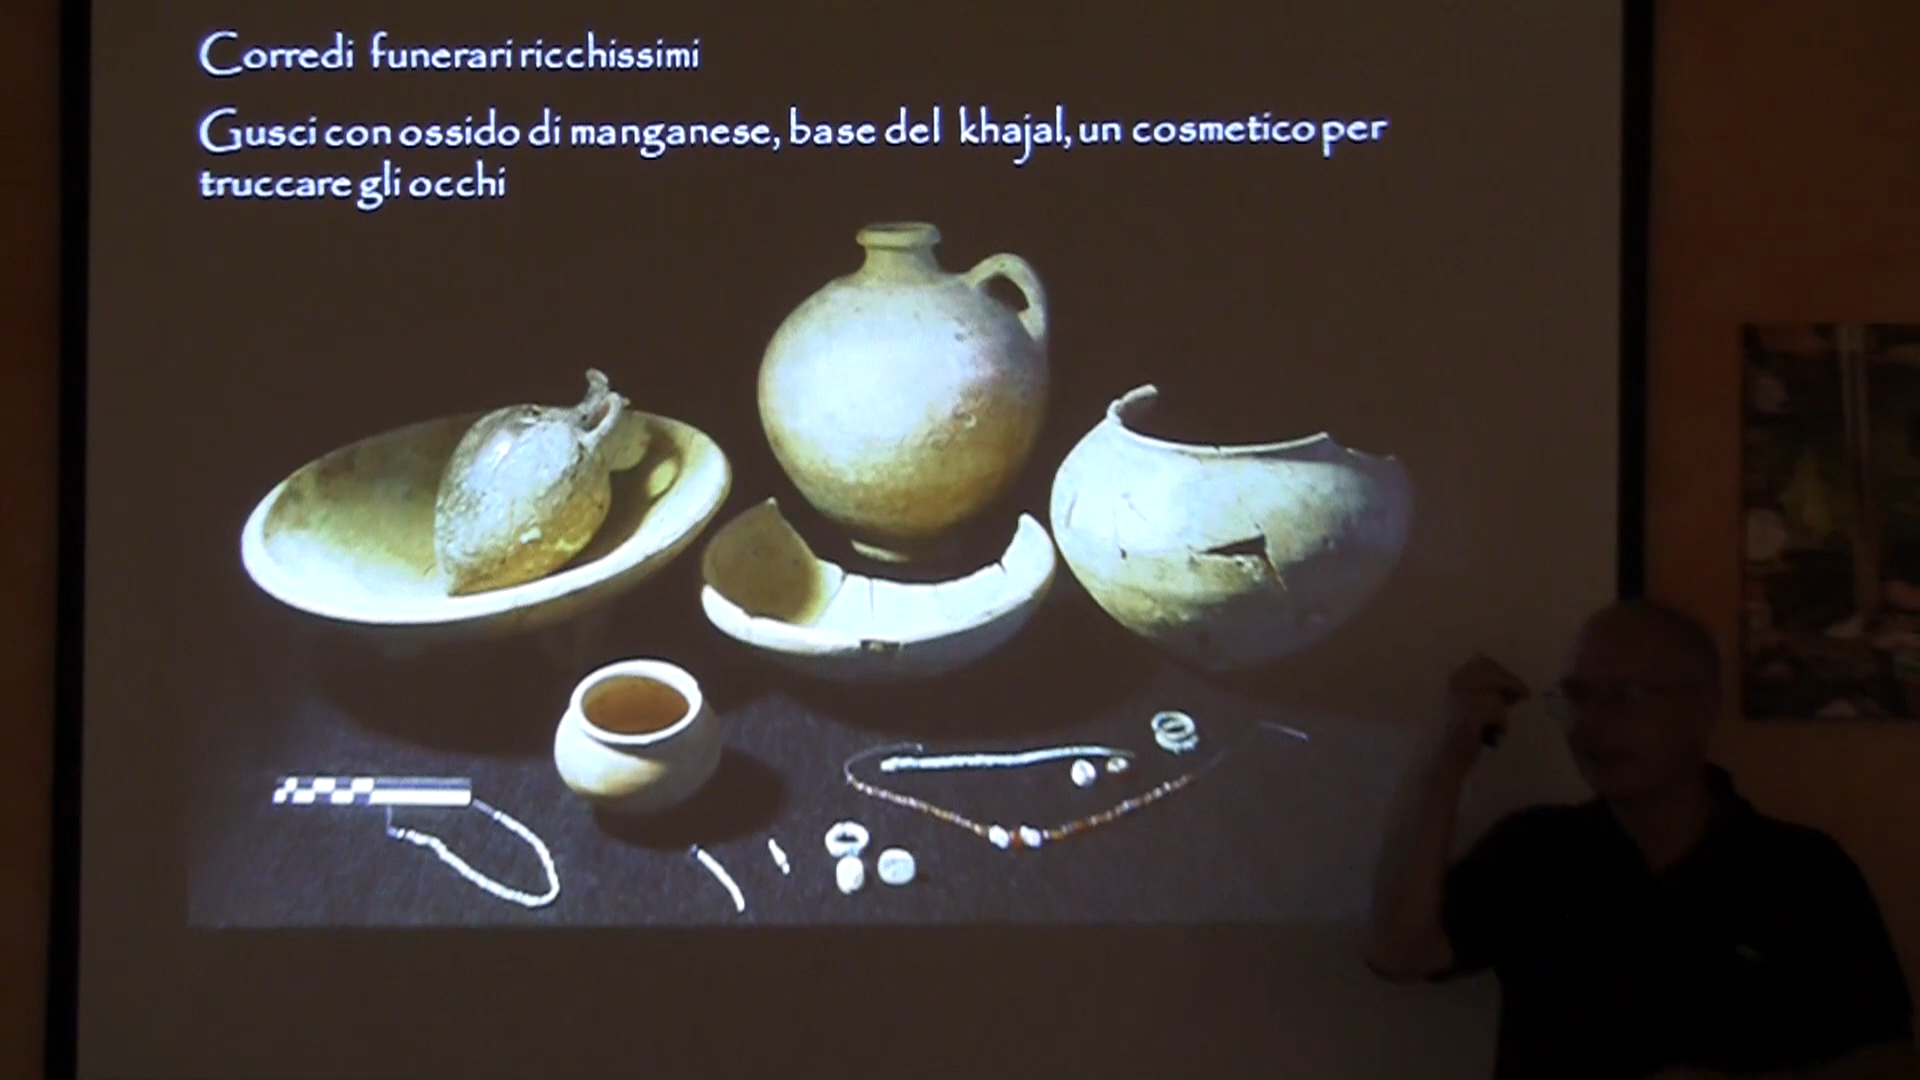 Corredi funerari ricchissimi
Gusci con ossido di manganese, base del khajal, un cosmetico per
truccare gli occhi